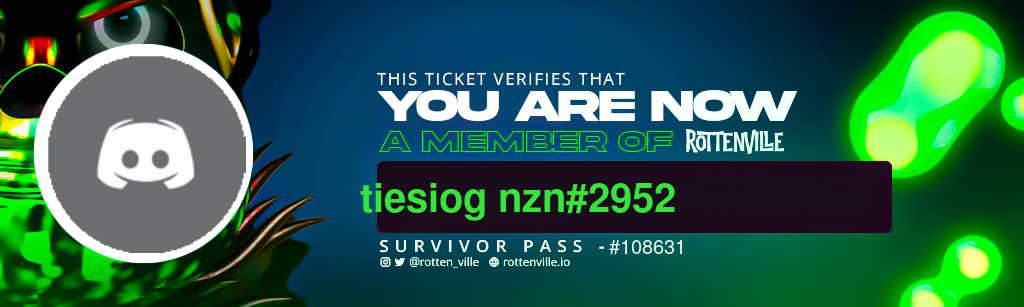 THIS TICKET VERIFIES THAT
YOU ARE NOW
A MEMBER OF ROTTENVILLE
tiesiog nzn#2952
SURVIVOR PASS - #108631
@rotten_ville rottenville.io